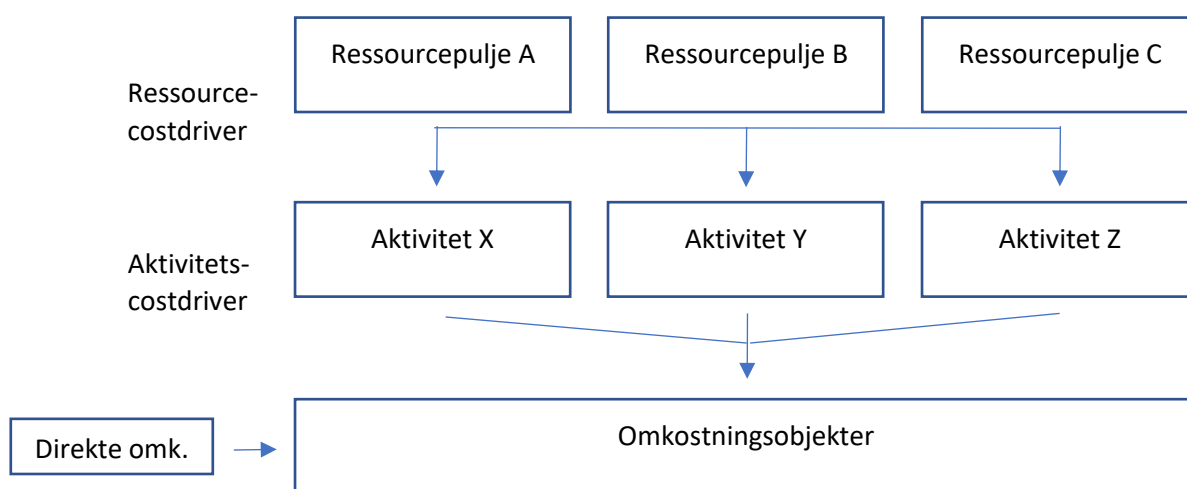 Ressourcepulje A
Ressourcepulje B
Ressourcepulje C
Ressource-
costdriver
Aktivitet X
Aktivitet Y
Aktivitet Z
Aktivitets-
costdriver
Omkostningsobjekter
Direkte omk.